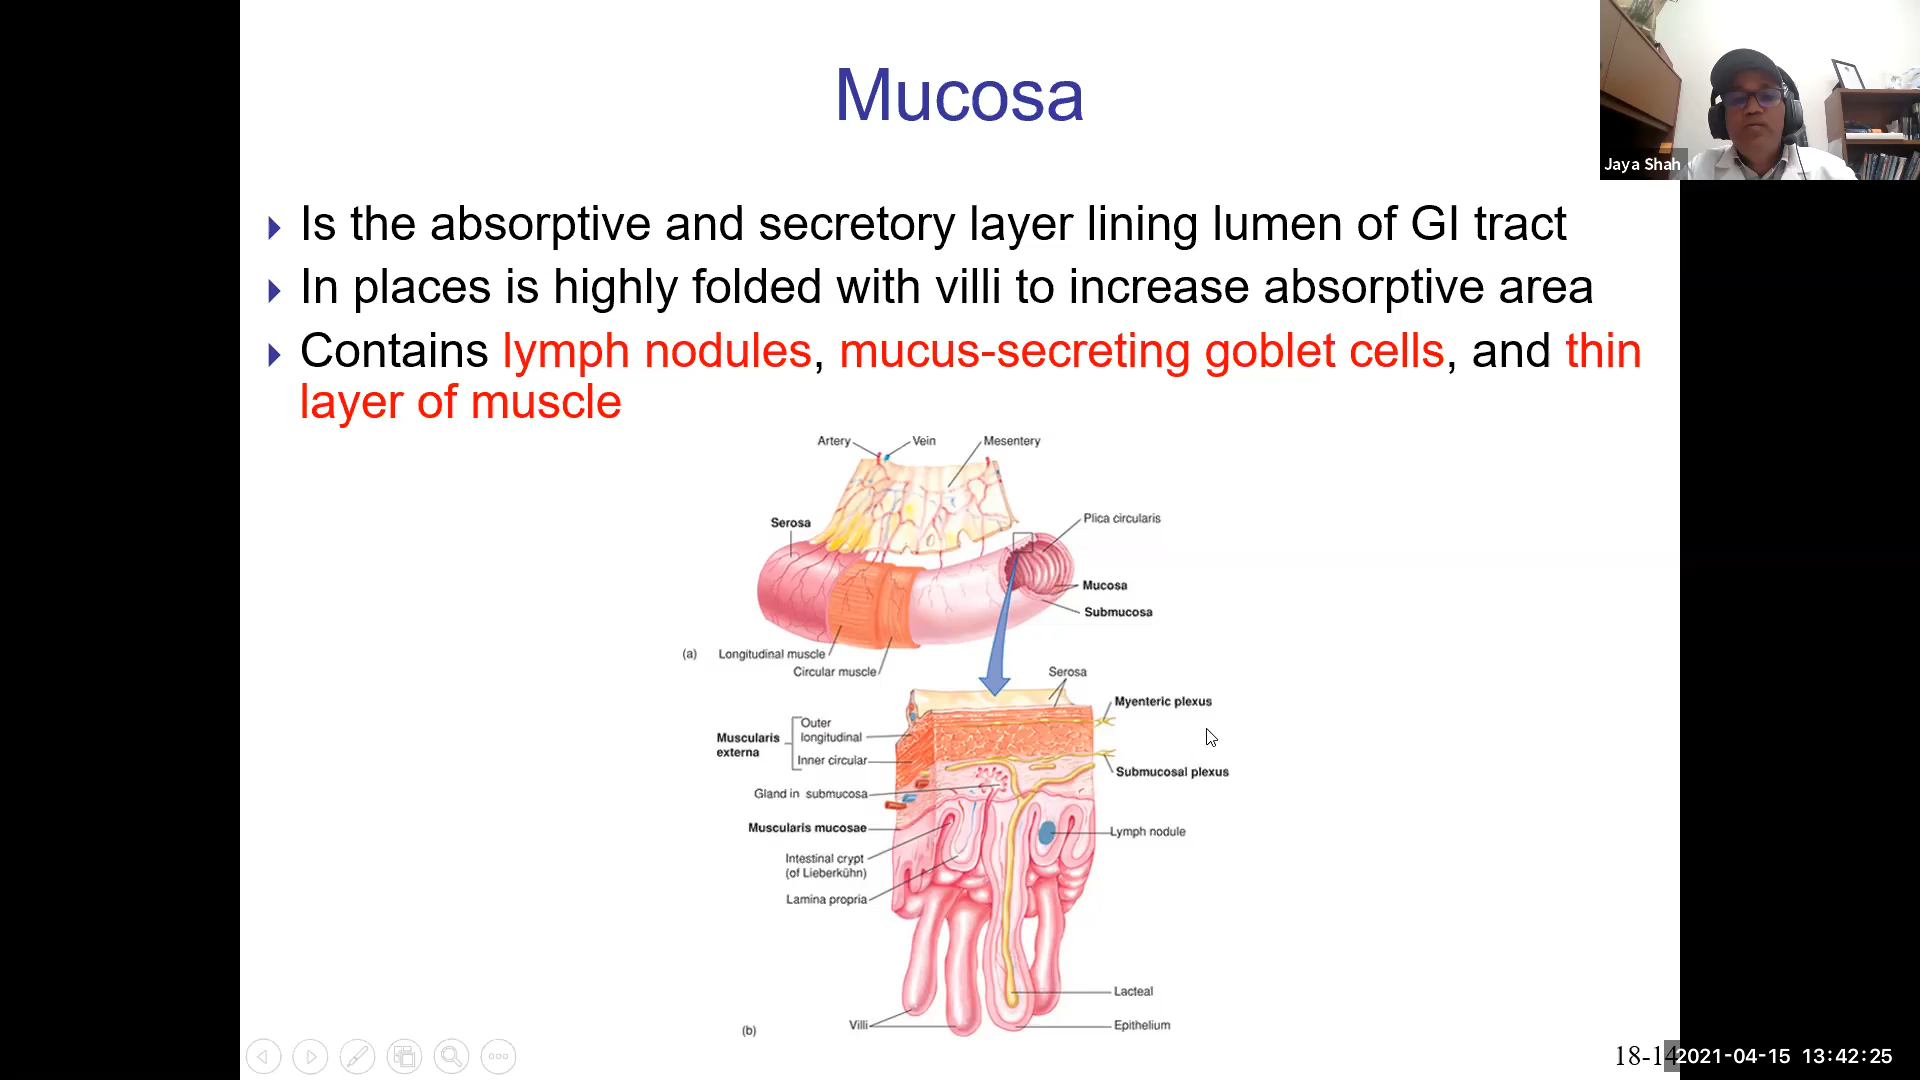 Mucosa
Jaya Shah
Is the absorptive and secretory layer lining lumen of GI tract
In places is highly folded with villi to increase absorptive area
Contains lymph nodules, mucus-secreting goblet cells, and thin
layer of muscle
Artery
Vein
Mesentery
Serosa
Plica circularis
Mucosa
Submucosa
(a)
Longitudinal muscle
Circular muscle
Serosa
Myenteric plexus
Muscularis
externa
Outer
longitudinal
Inner circular
Submucosal plexus
Gland in submucosa
Muscularis mucosae
Lymph nodule
Intestinal crypt
(of Lieberkühn)
Lamina propria
Lacteal
Villi
Epithelium
(b)
18-14
2021-04-15 13:42:25